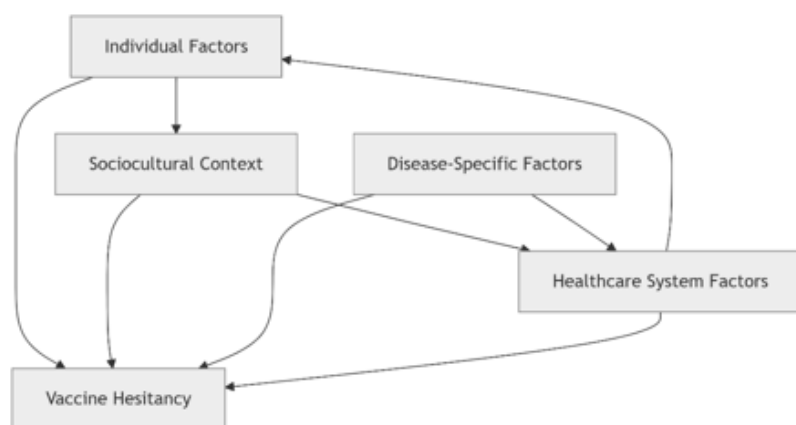 Individual Factors
Sociocultural Context
Disease-Specific Factors
Healthcare System Factors
Vaccine Hesitancy